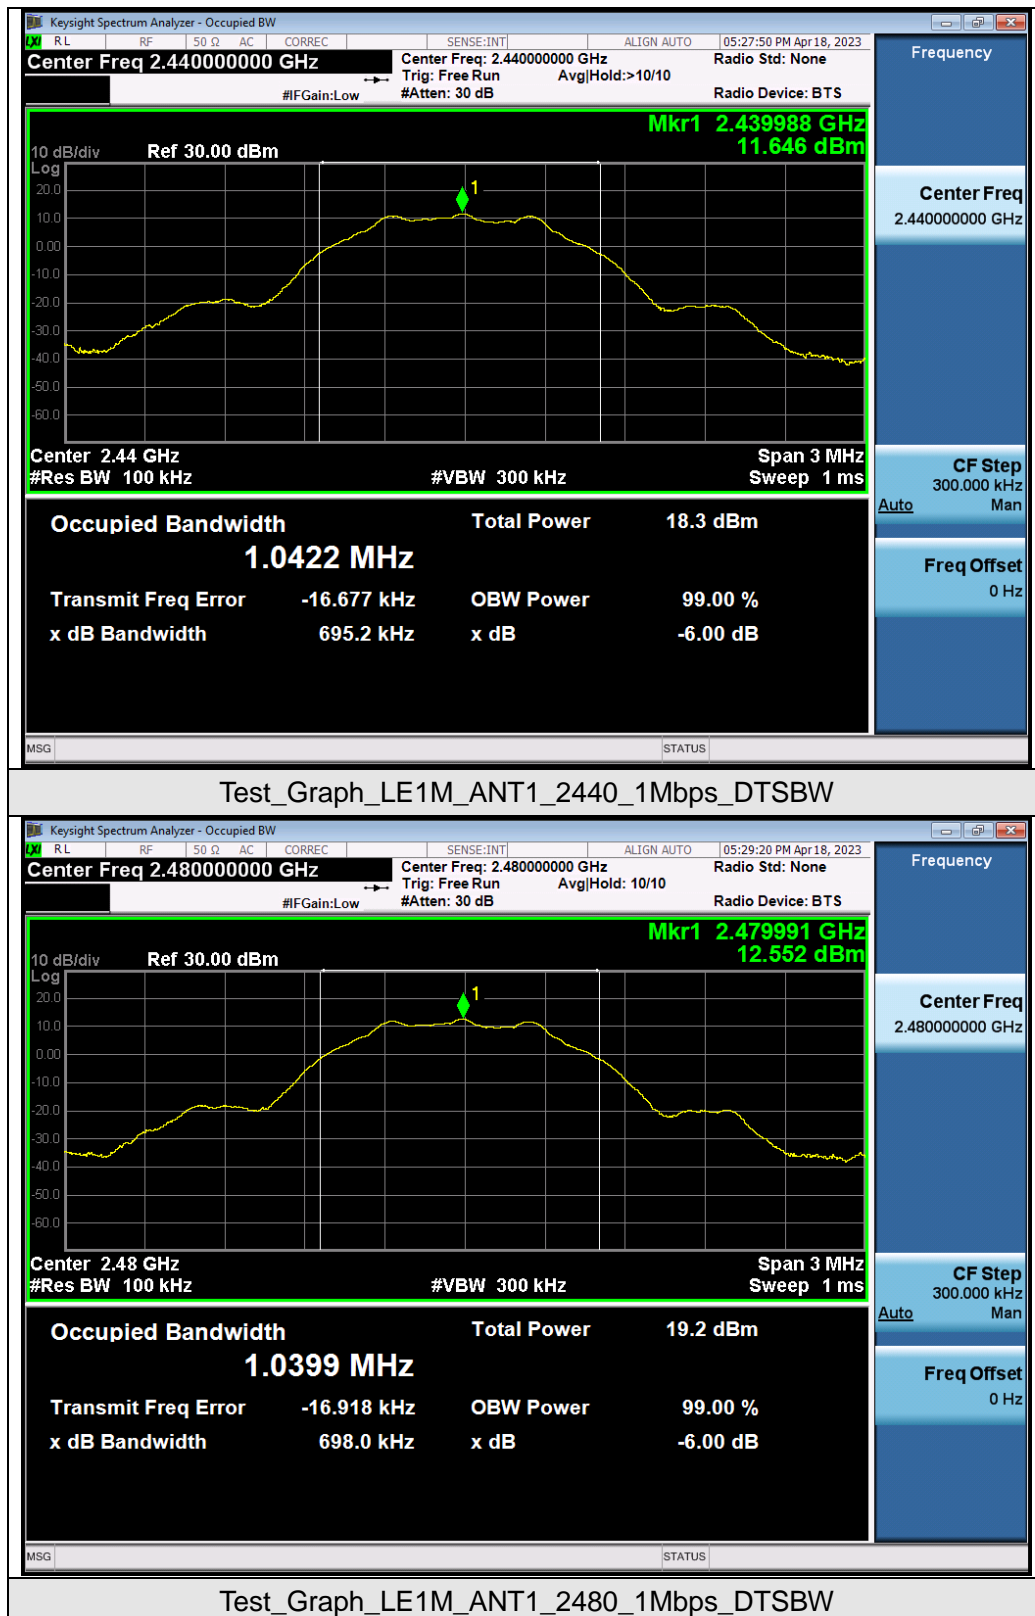 Keysight Spectrum Analyzer - Occupied BW
LXI RL RF 50 Ω AC CORREC SENSE:INT ALIGN AUTO 05:27:50 PM Apr 18, 2023
Center Freq 2.440000000 GHz
Center Freq: 2.440000000 GHz
Radio Std: None
Trig: Free Run Avg|Hold:>10/10
#IFGain:Low
#Atten: 30 dB
Radio Device: BTS
Frequency
Mkr1 2.439988 GHz
11.646 dBm
10 dB/div Ref 30.00 dBm
Log
20.0
10.0
0.00
-10.0
-20.0
-30.0
-40.0
-50.0
-60.0
1
Center 2.44 GHz
Span 3 MHz
#Res BW 100 kHz
#VBW 300 kHz
Sweep 1 ms
Center Freq
2.440000000 GHz
CF Step
300.000 kHz
Auto Man
Freq Offset
0 Hz
Occupied Bandwidth
Total Power 18.3 dBm
1.0422 MHz
Transmit Freq Error -16.677 kHz
OBW Power 99.00 %
x dB Bandwidth 695.2 kHz
x dB -6.00 dB
MSG STATUS
Test_Graph_LE1M_ANT1_2440_1Mbps_DTSBW
Keysight Spectrum Analyzer - Occupied BW
LXI RL RF 50 Ω AC CORREC SENSE:INT ALIGN AUTO 05:29:20 PM Apr 18, 2023
Center Freq 2.480000000 GHz
Center Freq: 2.480000000 GHz
Radio Std: None
Trig: Free Run Avg|Hold: 10/10
#IFGain:Low
#Atten: 30 dB
Radio Device: BTS
Frequency
Mkr1 2.479991 GHz
12.552 dBm
10 dB/div Ref 30.00 dBm
Log
20.0
10.0
0.00
-10.0
-20.0
-30.0
-40.0
-50.0
-60.0
1
Center 2.48 GHz
Span 3 MHz
#Res BW 100 kHz
#VBW 300 kHz
Sweep 1 ms
Center Freq
2.480000000 GHz
CF Step
300.000 kHz
Auto Man
Freq Offset
0 Hz
Occupied Bandwidth
Total Power 19.2 dBm
1.0399 MHz
Transmit Freq Error -16.918 kHz
OBW Power 99.00 %
x dB Bandwidth 698.0 kHz
x dB -6.00 dB
MSG STATUS
Test_Graph_LE1M_ANT1_2480_1Mbps_DTSBW